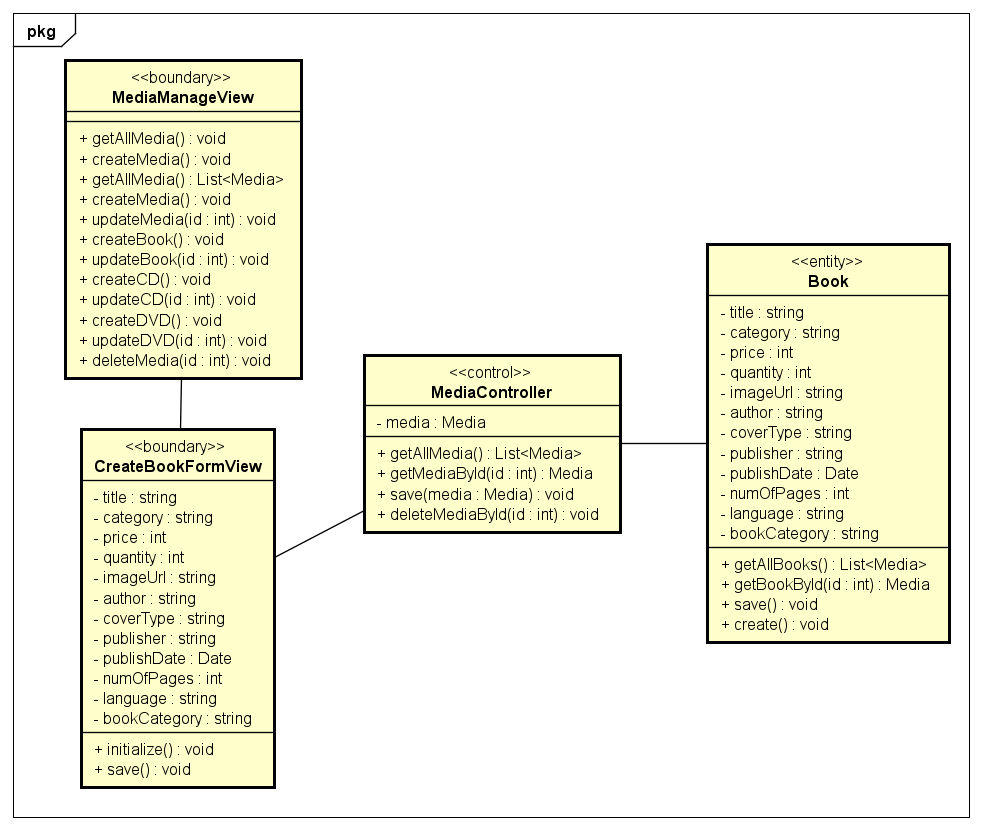 pkg
<<boundary>>
MediaManageView
+ getAllMedia() : void
+ createMedia() : void
+ getAllMedia() : List<Media>
+ createMedia() : void
+ updateMedia(id : int) : void
+ createBook() : void
+ updateBook(id : int) : void
+ createCD() : void
+ updateCD(id : int) : void
+ createDVD() : void
+ updateDVD(id : int) : void
+ deleteMedia(id : int) : void
<<boundary>>
CreateBookFormView
- title : string
- category : string
- price : int
- quantity : int
- imageUrl : string
- author : string
- coverType : string
- publisher : string
- publishDate : Date
- numOfPages : int
- language : string
- bookCategory : string
+ initialize() : void
+ save() : void
<<control>>
MediaController
- media : Media
+ getAllMedia() : List<Media>
+ getMediaById(id : int) : Media
+ save(media : Media) : void
+ deleteMediaById(id : int) : void
<<entity>>
Book
- title : string
- category : string
- price : int
- quantity : int
- imageUrl : string
- author : string
- coverType : string
- publisher : string
- publishDate : Date
- numOfPages : int
- language : string
- bookCategory : string
+ getAllBooks() : List<Media>
+ getBookById(id : int) : Media
+ save() : void
+ create() : void